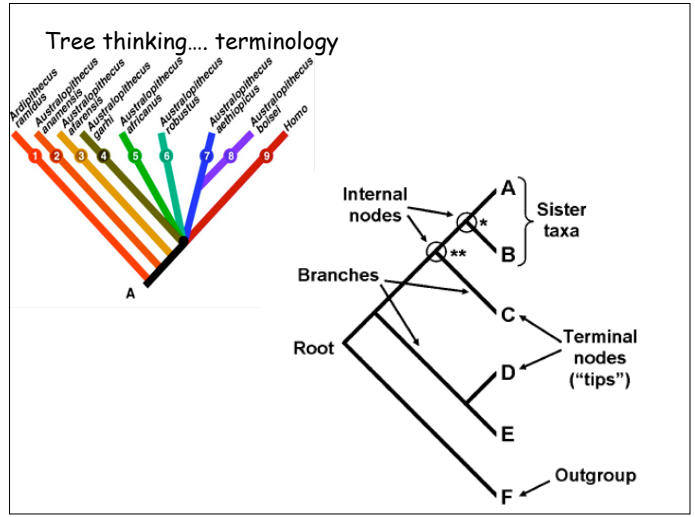 Tree thinking.... terminology
Ardipithecus
ramidus
Australopithecus
anamensis
Australopithecus
afarensis
Australopithecus
garhi
Australopithecus
africanus
Australopithecus
robustus
Australopithecus
aethiopicus
Australopithecus
boisei
Homo
1
2
3
4
5
6
7
8
9
A
Internal
nodes
A
*
Sister
taxa
B
**
Branches
C
Root
Terminal
nodes
("tips")
D
E
Outgroup
F